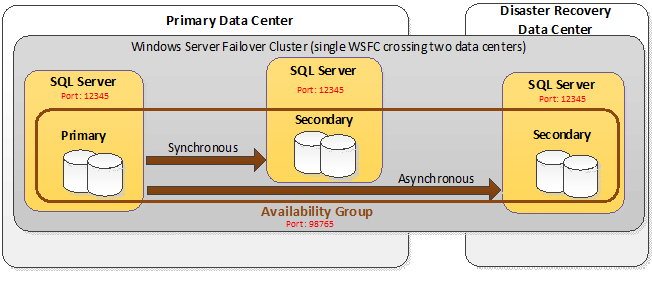 Primary Data Center
Disaster Recovery
Data Center
Windows Server Failover Cluster (single WSFC crossing two data centers)
SQL Server
Port: 12345
SQL Server
Port: 12345
SQL Server
Port: 12345
Primary
Secondary
Secondary
Synchronous
Asynchronous
Availability Group
Port: 98765